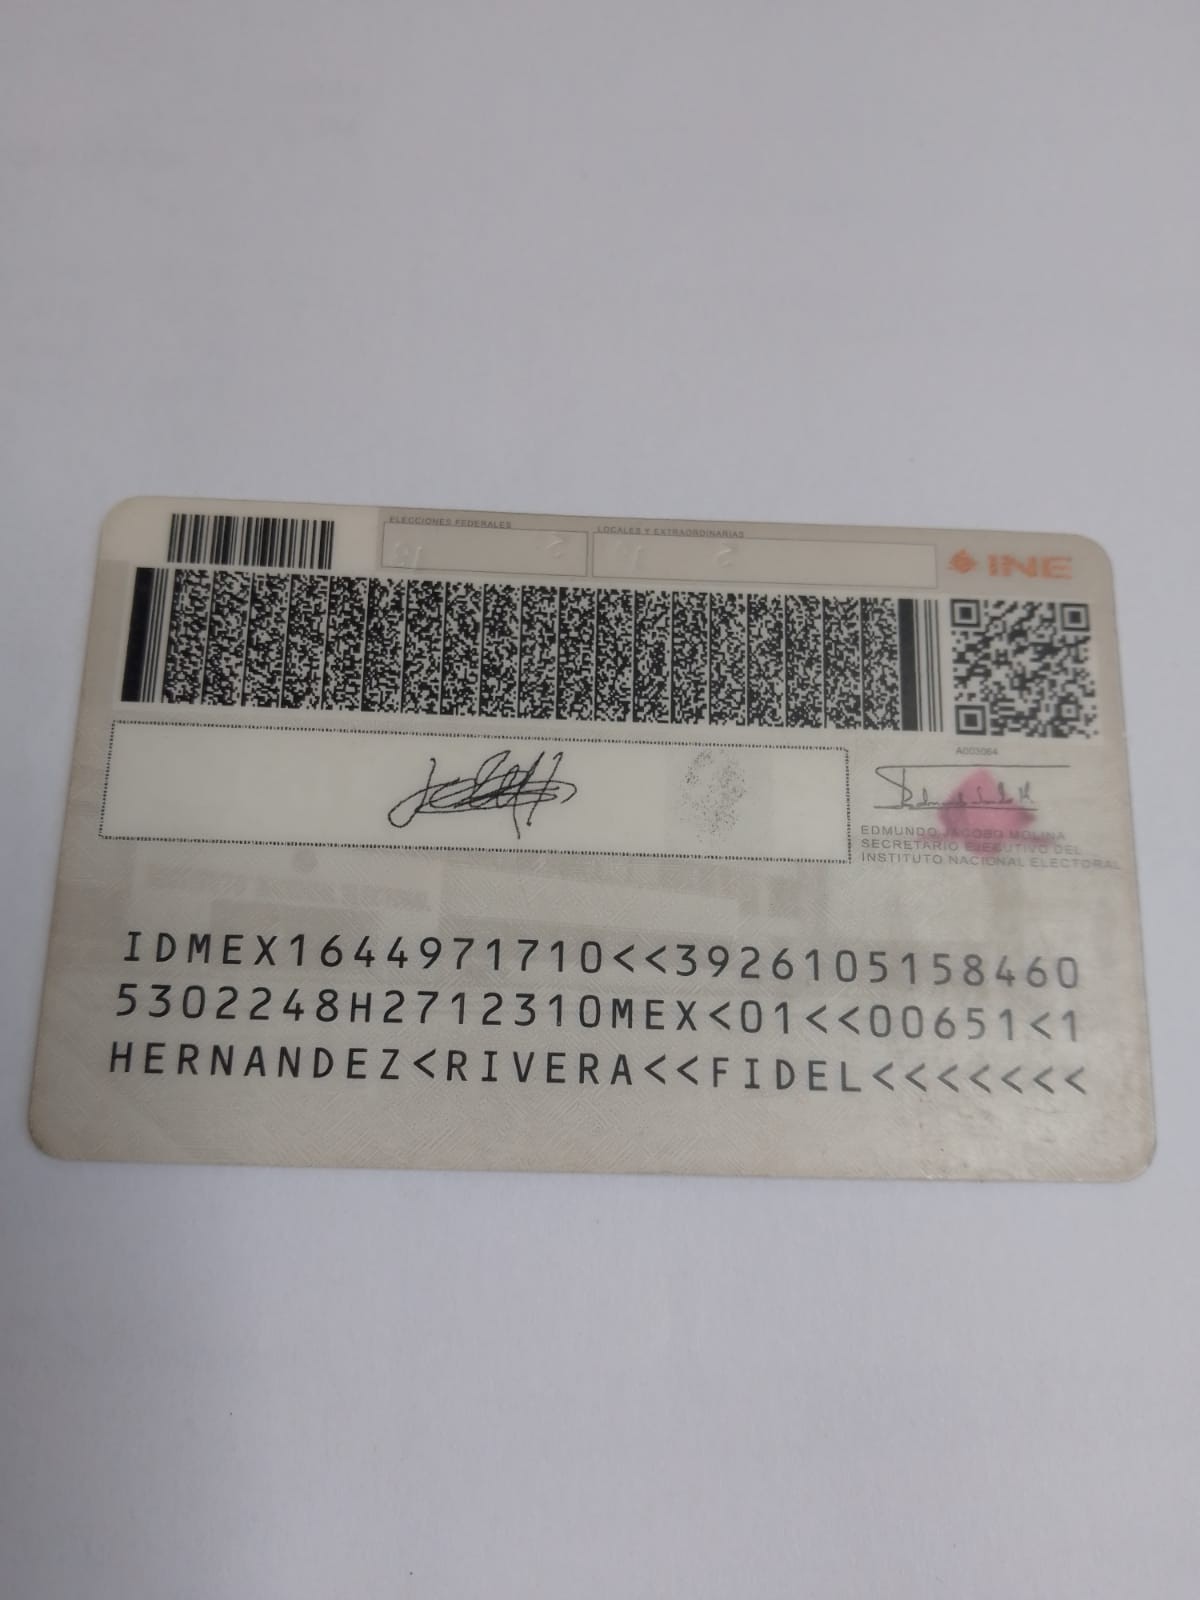 ELECCIONES FEDERALES
LOCALES Y EXTRAORDINARIAS
INE
A003064
EDMUNDO JACOBO MOLINA
SECRETARIO EJECUTIVO DEL
INSTITUTO NACIONAL ELECTORAL
IDMEX1644971710<<3926105158460
5302248H2712310MEX<01<<00651<1
HERNANDEZ<RIVERA<<FIDEL<<<<<<<